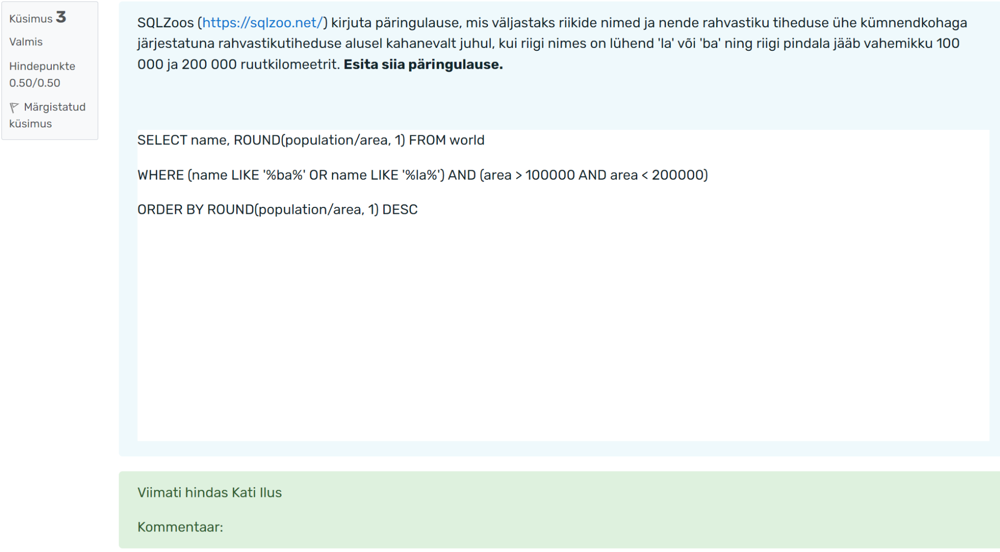 Küsimus 3
Valmis
Hindepunkte
0.50/0.50
Märgistatud
küsimus
SQLZoos (https://sqlzoo.net/) kirjuta päringulause, mis väljastaks riikide nimed ja nende rahvastiku tiheduse ühe kümnendkohaga
järjestatuna rahvastikutiheduse alusel kahanevalt juhul, kui riigi nimes on lühend 'la' või 'ba' ning riigi pindala jääb vahemikku 100
000 ja 200 000 ruutkilomeetrit. Esita siia päringulause.
SELECT name, ROUND(population/area, 1) FROM world
WHERE (name LIKE '%ba%' OR name LIKE '%la%') AND (area > 100000 AND area < 200000)
ORDER BY ROUND(population/area, 1) DESC
Viimati hindas Kati Ilus
Kommentaar: